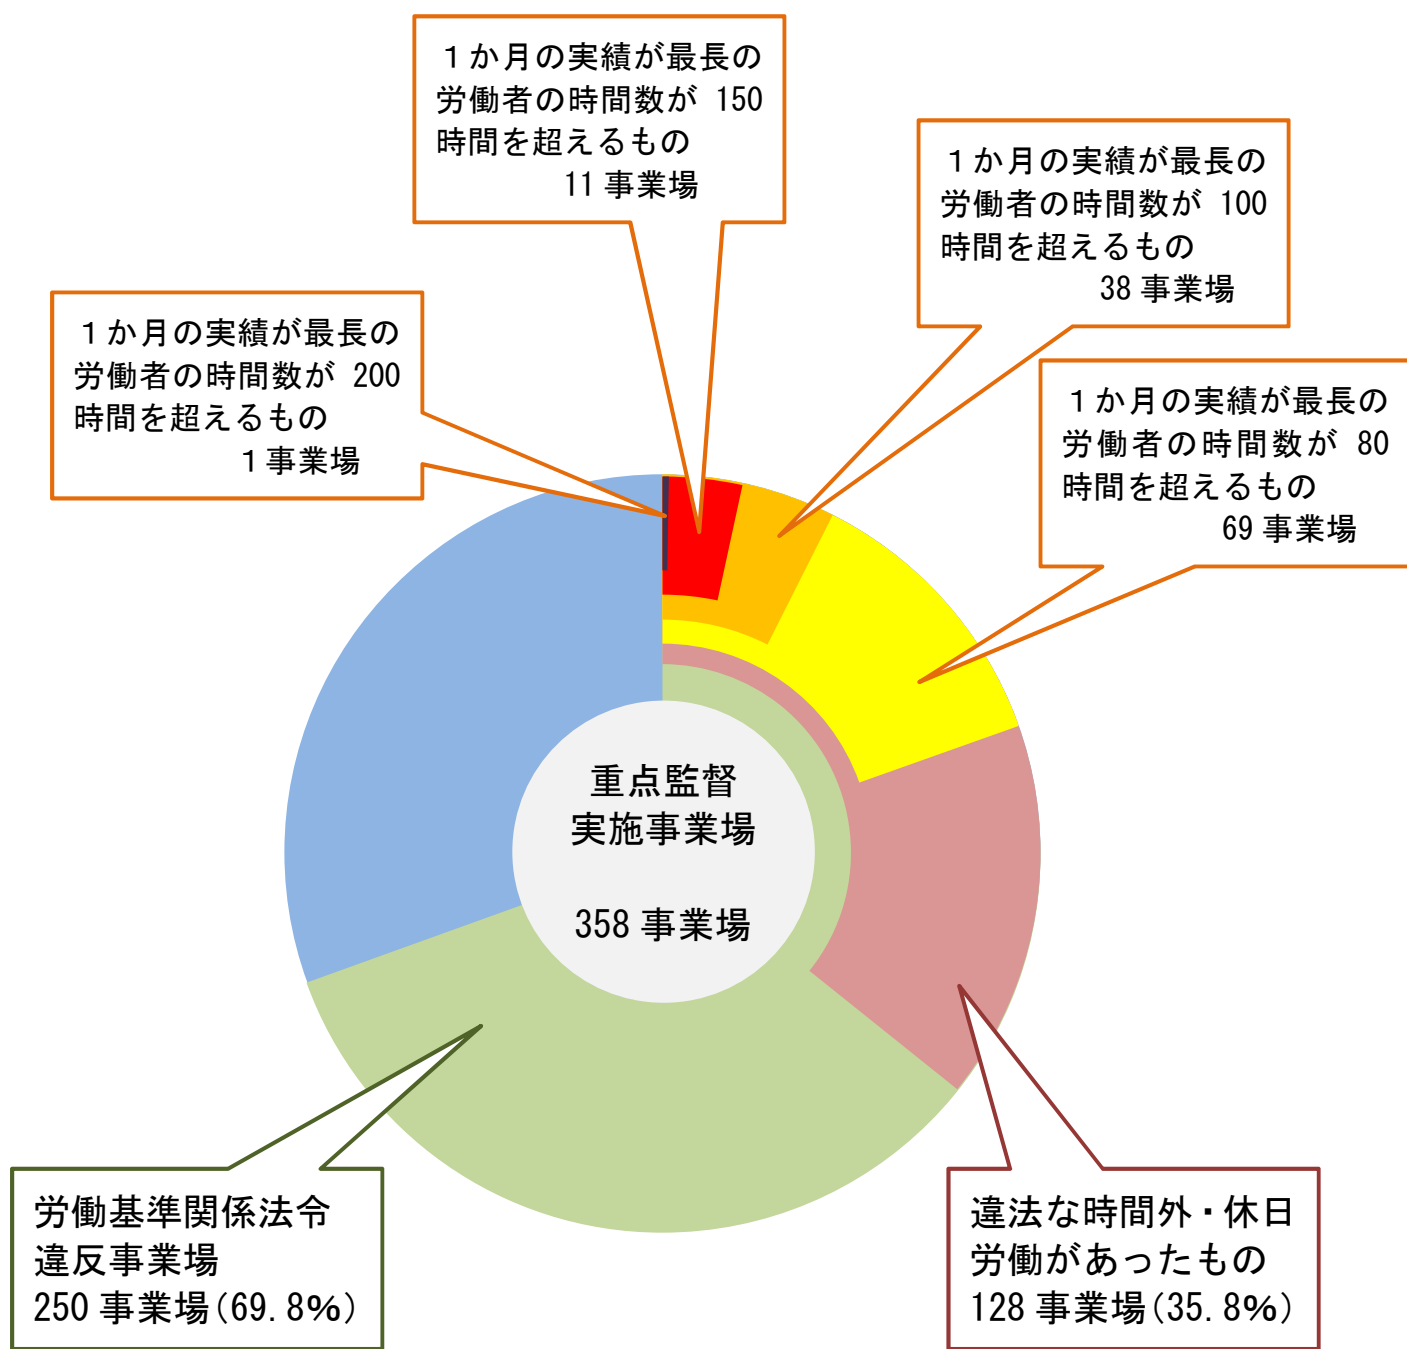 １か月の実績が最長の
労働者の時間数が 150
時間を超えるもの
11 事業場
１か月の実績が最長の
労働者の時間数が 100
時間を超えるもの
38 事業場
１か月の実績が最長の
労働者の時間数が 200
時間を超えるもの
１事業場
１か月の実績が最長の
労働者の時間数が 80
時間を超えるもの
69 事業場
重点監督
実施事業場
358 事業場
労働基準関係法令
違反事業場
250 事業場(69.8%)
違法な時間外・休日
労働があったもの
128 事業場(35.8%)